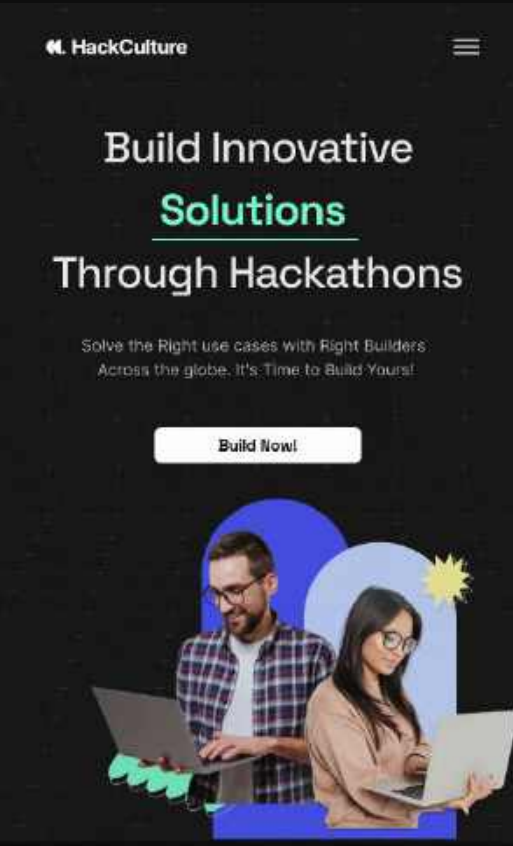 HackCulture
Build Innovative
Solutions
Through Hackathons
Solve the Right use cases with Right Builders
Across the globe. It's Time to Build Yours!
Build Now!